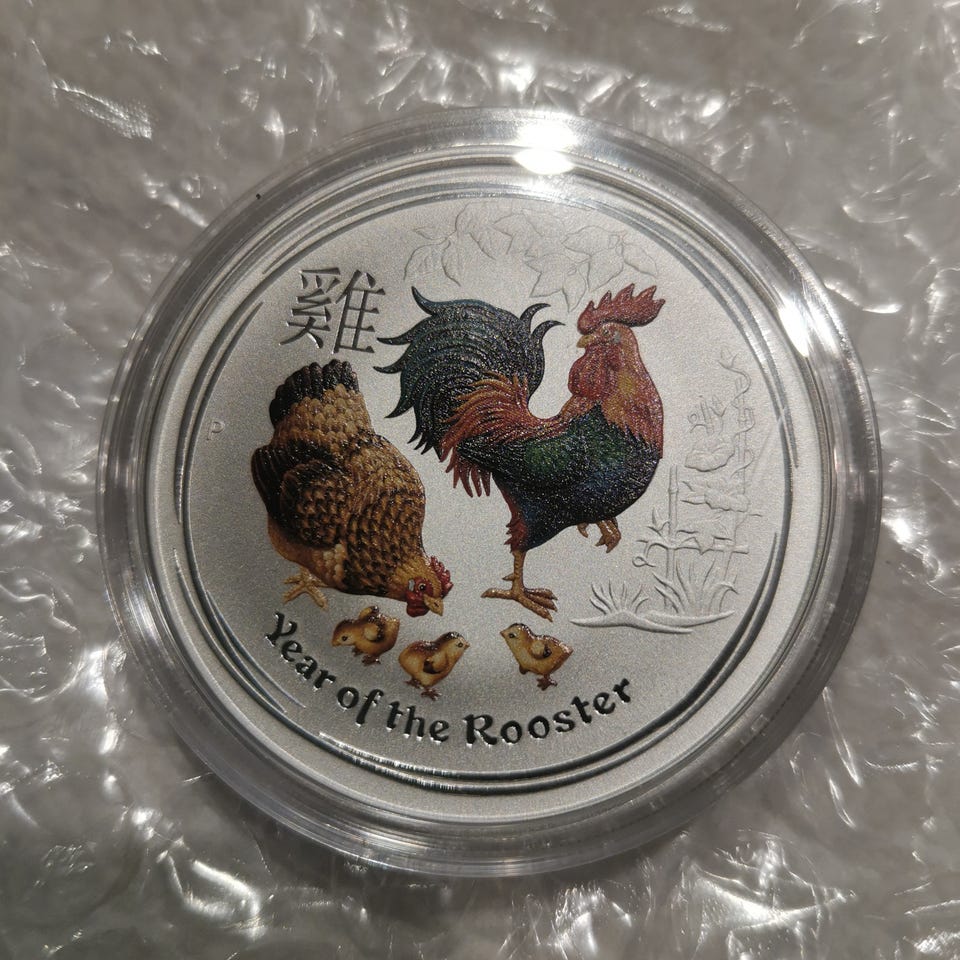 雞
P
Year of the Rooster